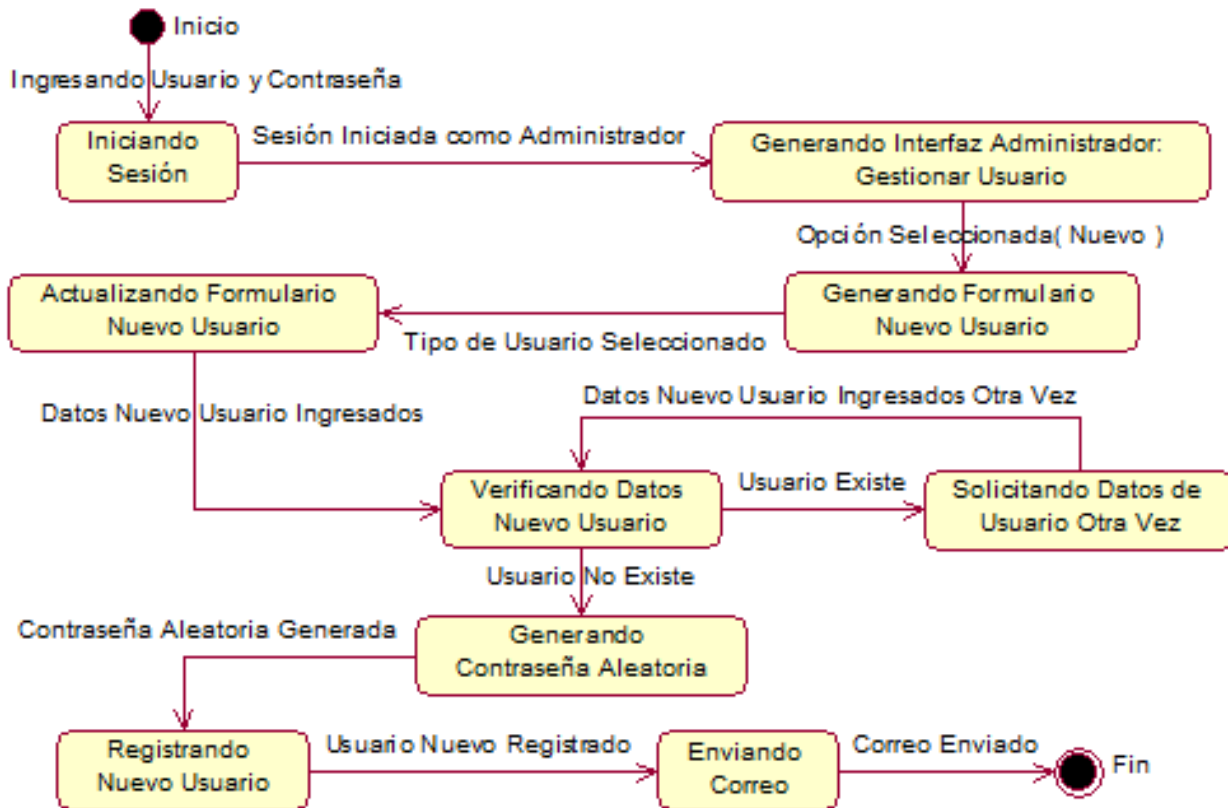 Inicio
Ingresando Usuario y Contraseña
Iniciando
Sesión
Sesión Iniciada como Administrador
Generando Interfaz Administrador:
Gestionar Usuario
Opción Seleccionada( Nuevo )
Actualizando Formulario
Nuevo Usuario
Generando Formulario
Nuevo Usuario
Tipo de Usuario Seleccionado
Datos Nuevo Usuario Ingresados
Datos Nuevo Usuario Ingresados Otra Vez
Verificando Datos
Nuevo Usuario
Usuario Existe
Solicitando Datos de
Usuario Otra Vez
Usuario No Existe
Contraseña Aleatoria Generada
Generando
Contraseña Aleatoria
Registrando
Nuevo Usuario
Usuario Nuevo Registrado
Enviando
Correo
Correo Enviado
Fin